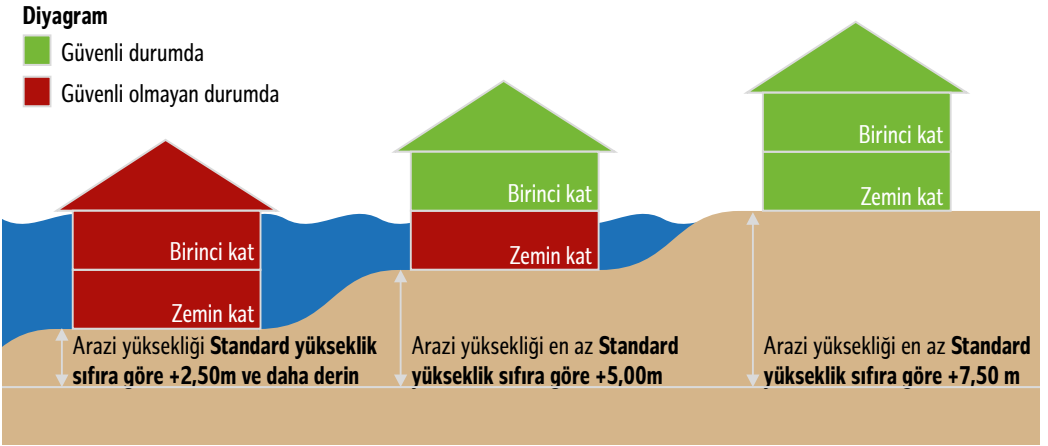 Diyagram
Güvenli durumda
Güvenli olmayan durumda
Birinci kat
Zemin kat
Arazi yüksekliği Standard yükseklik
sıfıra göre +2,50m ve daha derin
Birinci kat
Zemin kat
Arazi yüksekliği en az Standard
yükseklik sıfıra göre +5,00m
Birinci kat
Zemin kat
Arazi yüksekliği en az Standard
yükseklik sıfıra göre +7,50 m